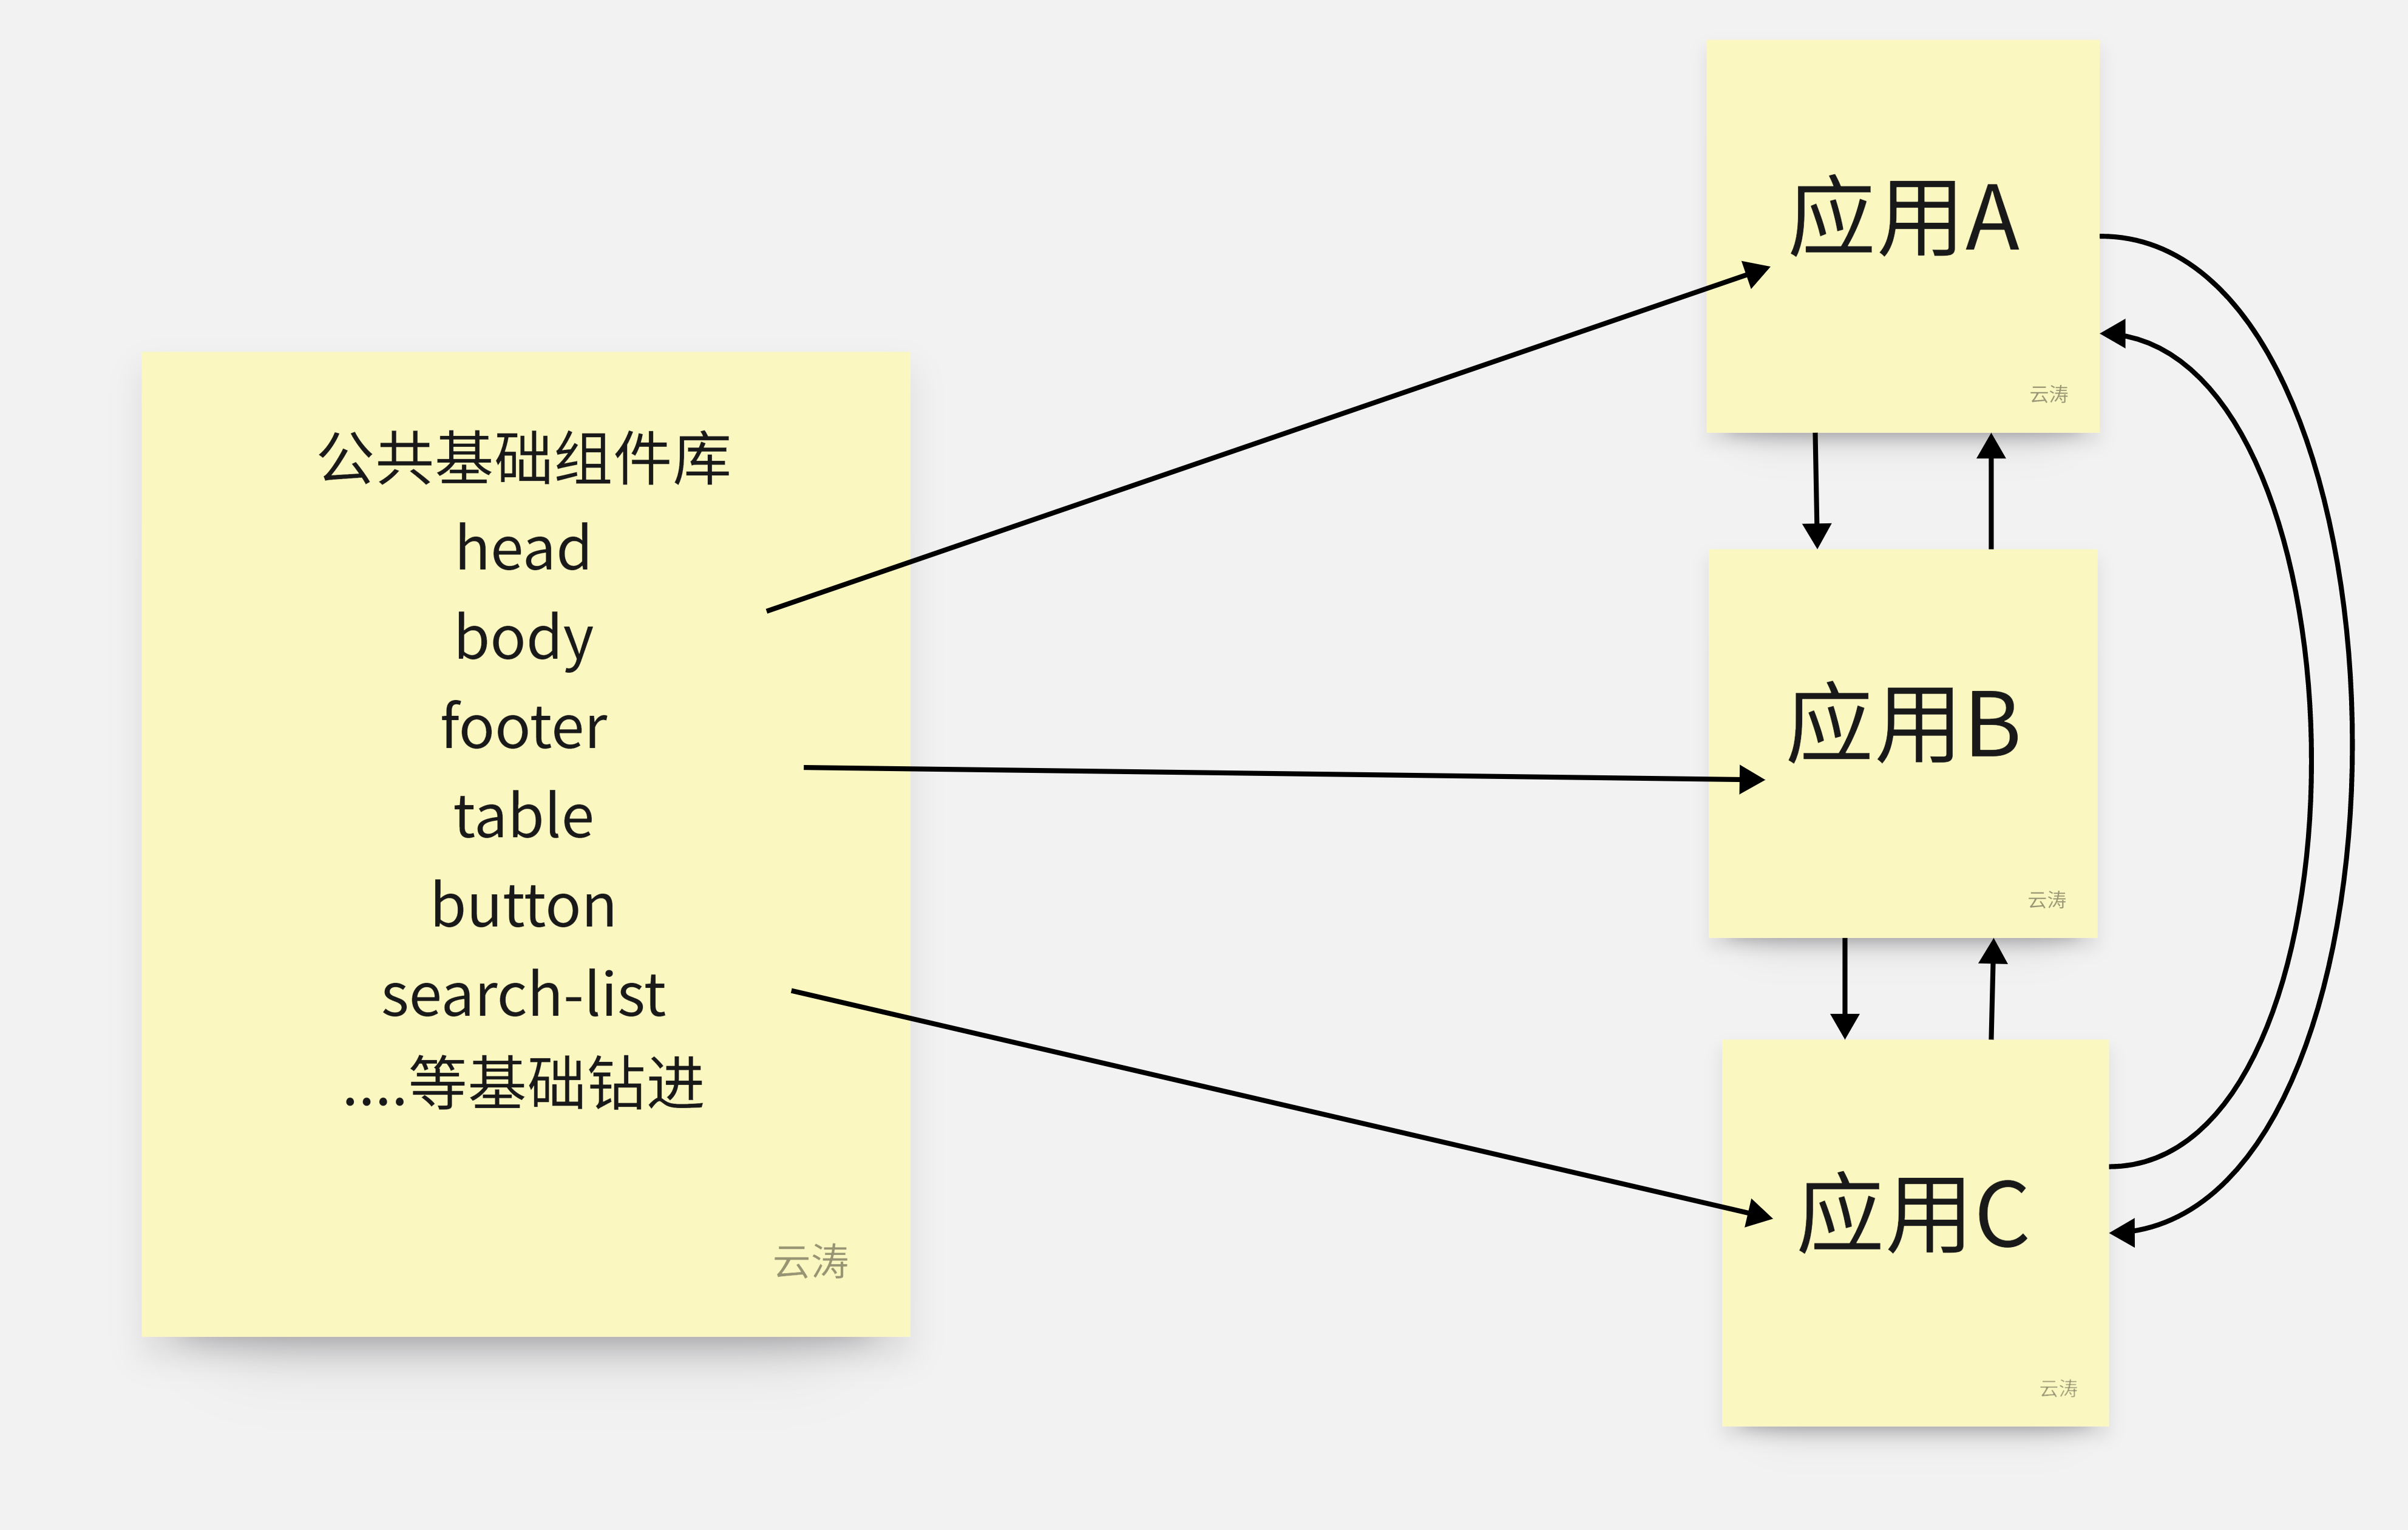 公共基础组件库
head
body
footer
table
button
search-list
....等基础钻进
云涛
应用A
云涛
应用B
云涛
应用C
云涛